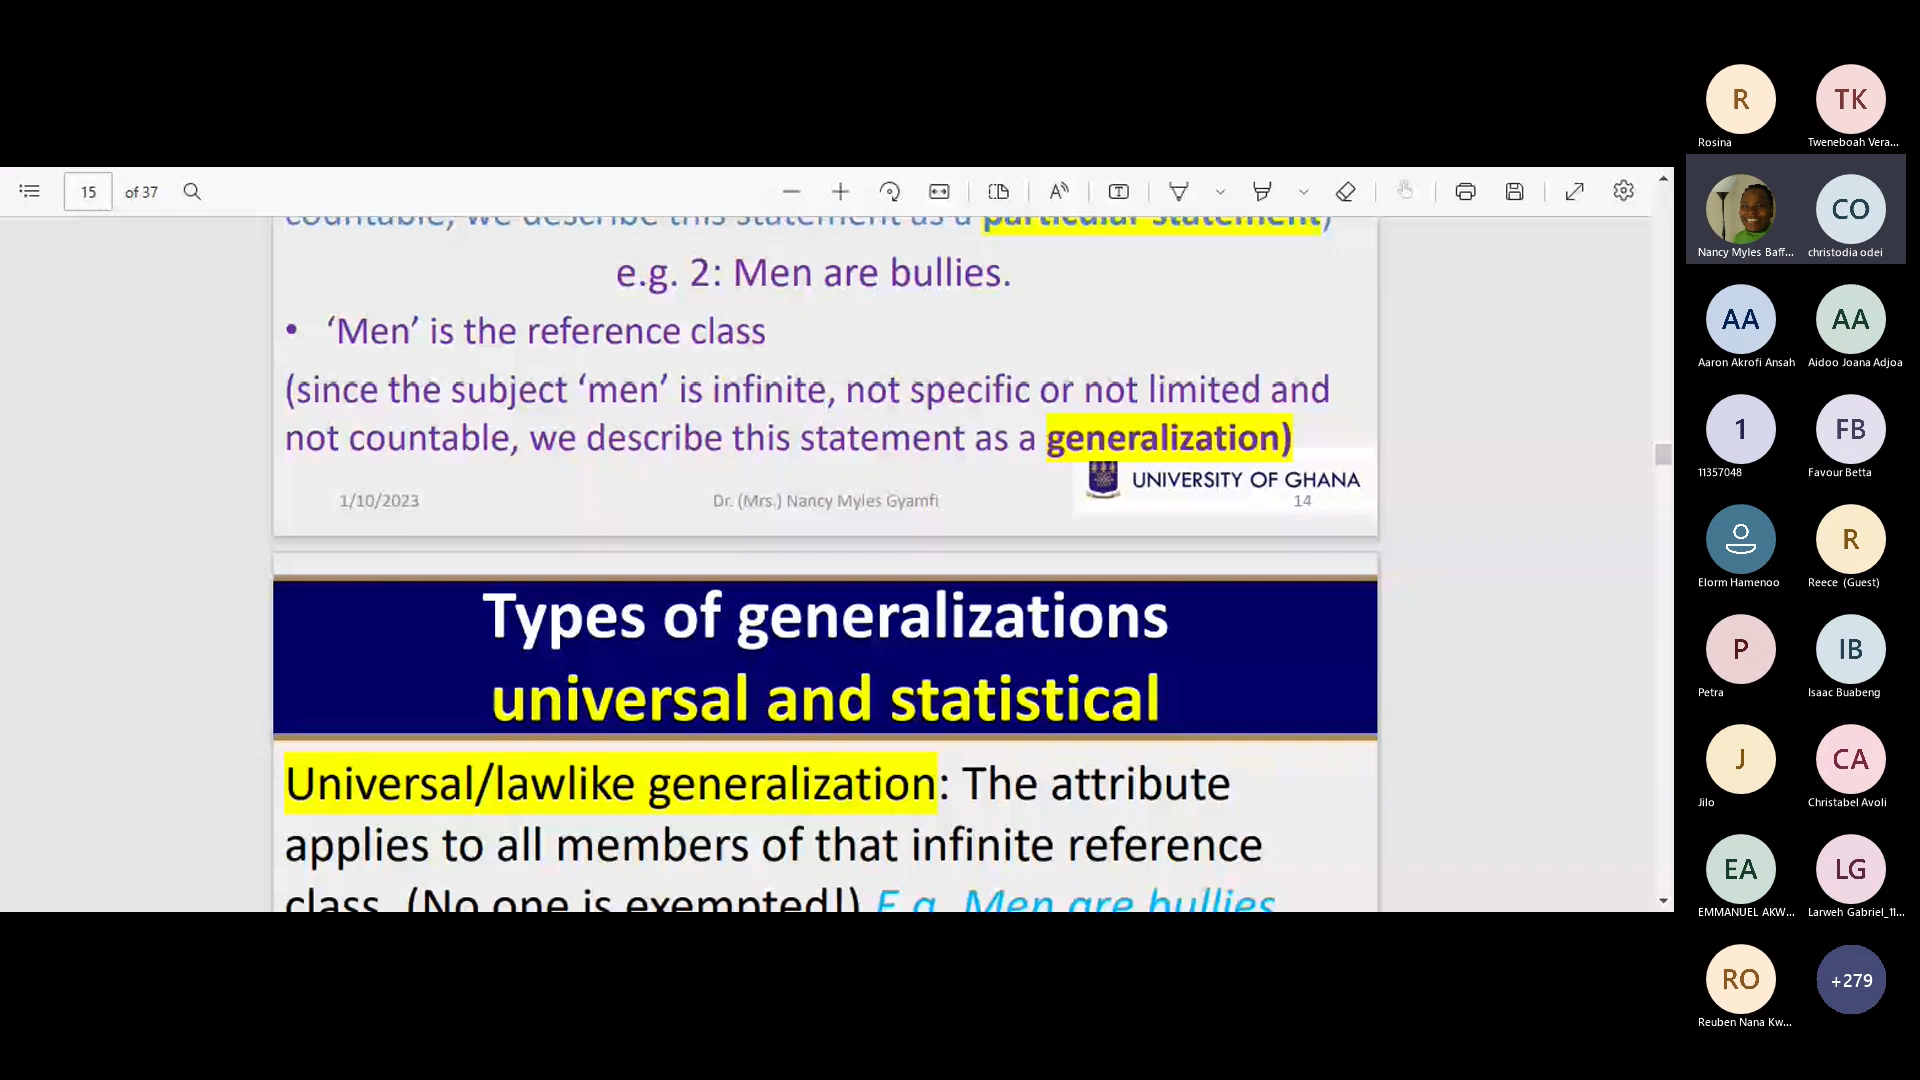 15 of 37
countable, we describe this statement as a particular statement)
e.g. 2: Men are bullies.
• ‘Men’ is the reference class
(since the subject ‘men’ is infinite, not specific or not limited and
not countable, we describe this statement as a generalization)
UNIVERSITY OF GHANA
1/10/2023 Dr. (Mrs.) Nancy Myles Gyamfi 14
Types of generalizations
universal and statistical
Universal/lawlike generalization: The attribute
applies to all members of that infinite reference
class. (No one is exempted!) E.g. Men are bullies
R TK
Rosina Tweneboah Vera...
CO
Nancy Myles Baff... christodia odei
AA AA
Aaron Akrofi Ansah Aidoo Joana Adjoa
1 FB
11357048 Favour Betta
R
Elorm Hamenoo Reece (Guest)
P IB
Petra Isaac Buabeng
J CA
Jilo Christabel Avoli
EA LG
EMMANUEL AKW... Larweh Gabriel_11...
RO +279
Reuben Nana Kw...